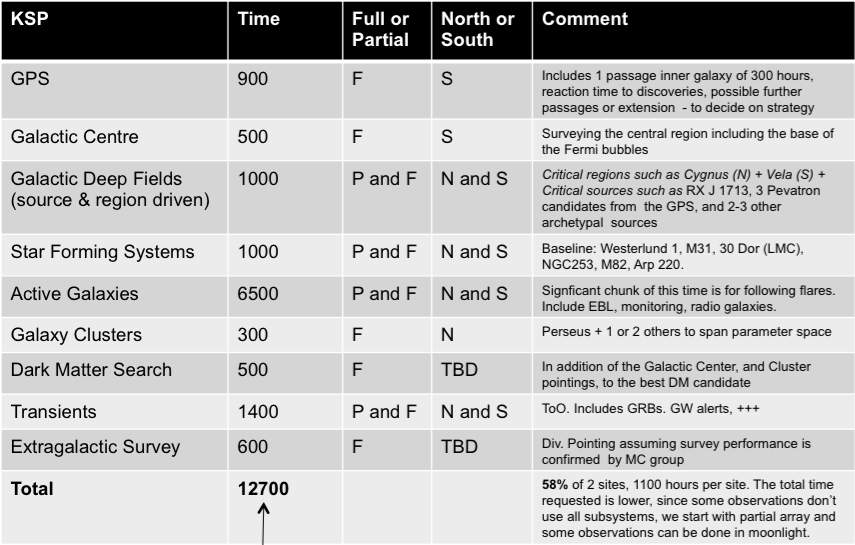 KSP Time Full or Partial North or South Comment
GPS 900 F S Includes 1 passage inner galaxy of 300 hours,
reaction time to discoveries, possible further
passages or extension - to decide on strategy
Galactic Centre 500 F S Surveying the central region including the base of
the Fermi bubbles
Galactic Deep Fields (source & region driven) 1000 P and F N and S Critical regions such as Cygnus (N) + Vela (S) +
Critical sources such as RX J 1713, 3 Pevatron
candidates from the GPS, and 2-3 other
archetypal sources
Star Forming Systems 1000 P and F N and S Baseline: Westerlund 1, M31, 30 Dor (LMC),
NGC253, M82, Arp 220.
Active Galaxies 6500 P and F N and S Signficant chunk of this time is for following flares.
Include EBL, monitoring, radio galaxies.
Galaxy Clusters 300 F N Perseus + 1 or 2 others to span parameter space
Dark Matter Search 500 F TBD In addition of the Galactic Center, and Cluster
pointings, to the best DM candidate
Transients 1400 P and F N and S ToO. Includes GRBs. GW alerts, +++
Extragalactic Survey 600 F TBD Div. Pointing assuming survey performance is
confirmed by MC group
Total 12700 58% of 2 sites, 1100 hours per site. The total time
requested is lower, since some observations don't
use all subsystems, we start with partial array and
some observations can be done in moonlight.